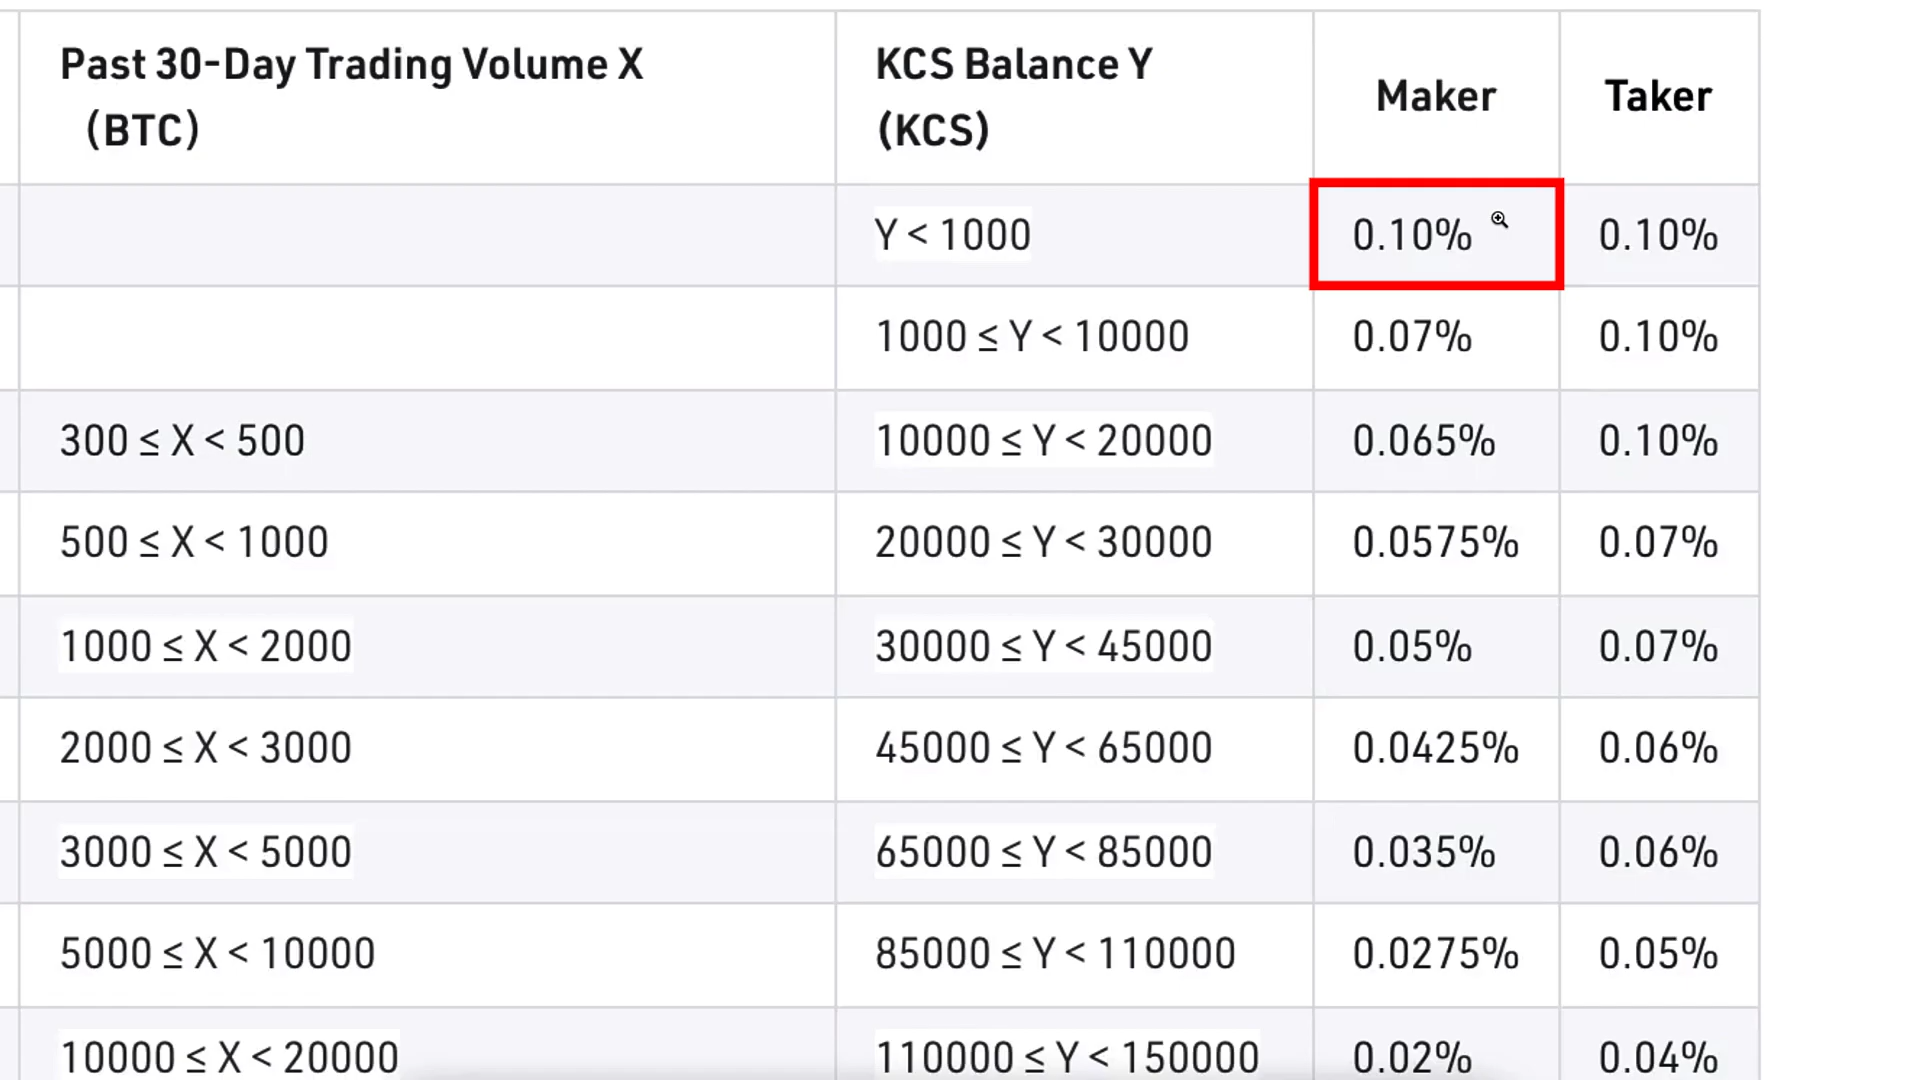 Past 30-Day Trading Volume X
(BTC)
KCS Balance Y
(KCS)
Maker
Taker
Y < 1000
0.10%
0.10%
1000 ≤ Y < 10000
0.07%
0.10%
300 ≤ X < 500
10000 ≤ Y < 20000
0.065%
0.10%
500 ≤ X < 1000
20000 ≤ Y < 30000
0.0575%
0.07%
1000 ≤ X < 2000
30000 ≤ Y < 45000
0.05%
0.07%
2000 ≤ X < 3000
45000 ≤ Y < 65000
0.0425%
0.06%
3000 ≤ X < 5000
65000 ≤ Y < 85000
0.035%
0.06%
5000 ≤ X < 10000
85000 ≤ Y < 110000
0.0275%
0.05%
10000 ≤ X < 20000
110000 ≤ Y < 150000
0.02%
0.04%